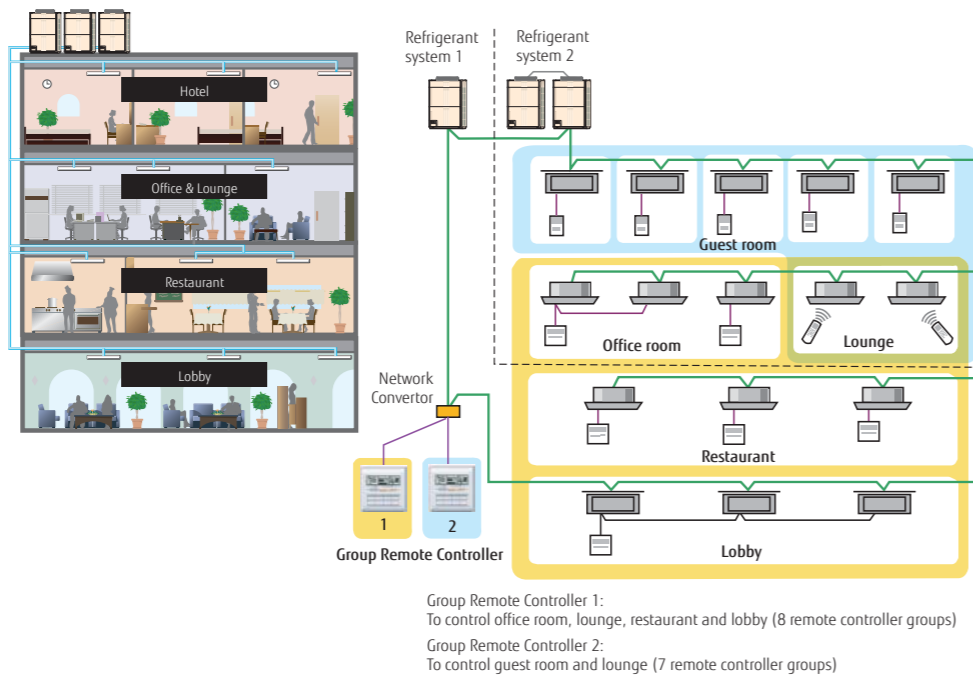 Hotel
Office & Lounge
Restaurant
Lobby
Refrigerant
system 1
Refrigerant
system 2
Guest room
Office room
Lounge
Network
Convertor
Restaurant
1
2
Group Remote Controller
Lobby
Group Remote Controller 1:
To control office room, lounge, restaurant and lobby (8 remote controller groups)
Group Remote Controller 2:
To control guest room and lounge (7 remote controller groups)